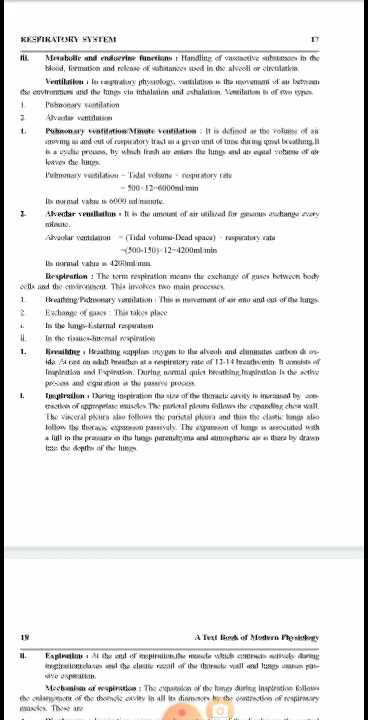 RESPIRATORY SYSTEM 17
iii. Metabolic and endocrine functions : Handling of vasoactive substances in the
blood, formation and release of substances used in the alveoli or circulation.
Ventilation : In respiratory physiology, ventilation is the movement of air between
the environment and the lungs via inhalation and exhalation. Ventilation is of two types.
1. Pulmonary ventilation
2. Alveolar ventilation
1. Pulmonary ventilation/Minute ventilation : It is defined as the volume of air
moving in and out of respiratory tract in a given unit of time during quiet breathing.It
is a cyclic process, by which fresh air enters the lungs and an equal volume of air
leaves the lungs.
Pulmonary ventilation = Tidal volume × respiratory rate
= 500×12=6000ml/min
Its normal value is 6000 ml/minute.
2. Alveolar ventilation : It is the amount of air utilized for gaseous exchange every
minute.
Alveolar ventilation = (Tidal volume-Dead space) × respiratory rate
=(500-150)×12=4200ml/min
Its normal value is 4200ml/min.
Respiration : The term respiration means the exchange of gases between body
cells and the environment. This involves two main processes.
1. Breathing/Pulmonary ventilation : This is movement of air into and out of the lungs.
2. Exchange of gases : This takes place
i. In the lungs-External respiration
ii. In the tissues-Internal respiration
1. Breathing : Breathing supplies oxygen to the alveoli and eliminates carbon di ox-
ide. At rest an adult breathes at a respiratory rate of 12-14 breaths/min. It consists of
Inspiration and Expiration. During normal quiet breathing,Inspiration is the active
process and expiration is the passive process.
i. Inspiration : During inspiration the size of the thoracic cavity is increased by con-
traction of appropriate muscles.The parietal pleura follows the expanding chest wall.
The visceral pleura also follows the parietal pleura and thus the elastic lungs also
follow the thoracic expansion passively. The expansion of lungs is associated with
a fall in the pressure in the lungs parenchyma and atmospheric air is there by drawn
into the depths of the lungs.
18 A Text Book of Modern Physiology
ii. Expiration : At the end of inspiration,the muscle which contracts actively during
inspiration relaxes and the elastic recoil of the thoracic wall and lungs causes pas-
sive expiration.
Mechanism of respiration : The expansion of the lungs during inspiration follows
the enlargement of the thoracic cavity in all its diameters by the contraction of respiratory
muscles. These are